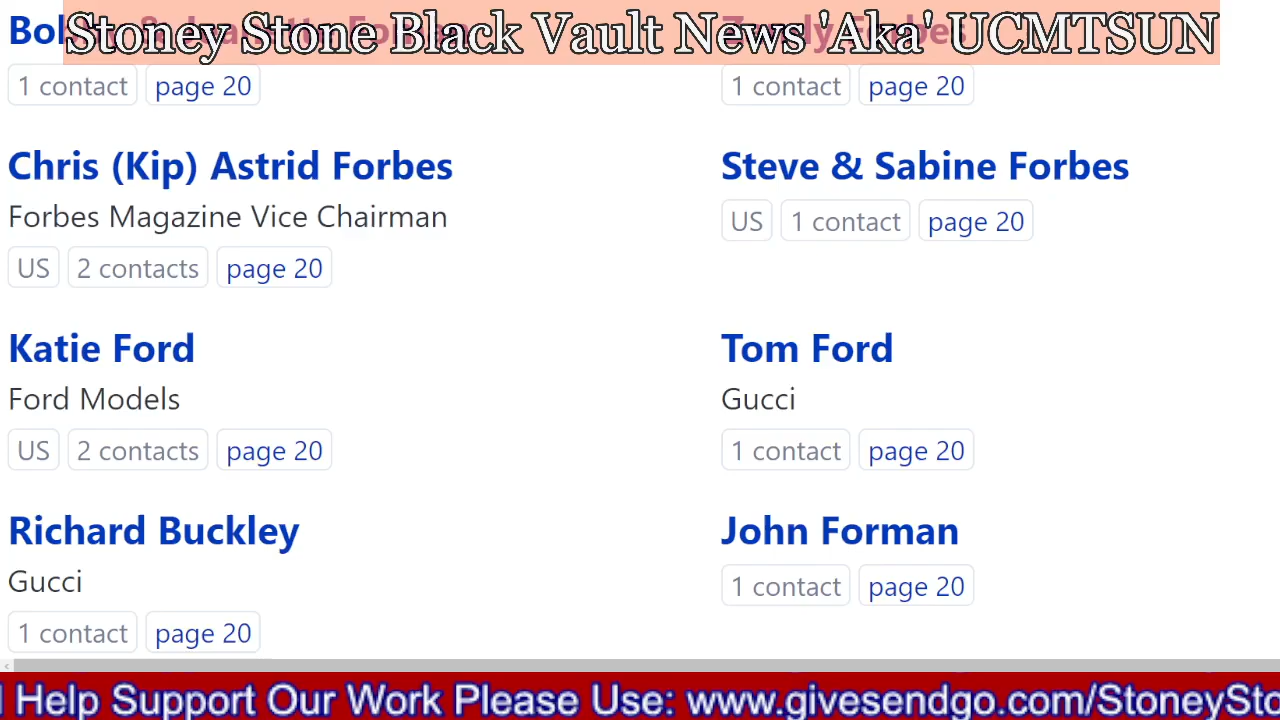 Stoney Stone Black Vault News 'Aka' UCMTSUN
1 contact page 20
1 contact page 20
Chris (Kip) Astrid Forbes
Forbes Magazine Vice Chairman
US 2 contacts page 20
Steve & Sabine Forbes
US 1 contact page 20
Katie Ford
Ford Models
US 2 contacts page 20
Tom Ford
Gucci
1 contact page 20
Richard Buckley
Gucci
1 contact page 20
John Forman
1 contact page 20
Help Support Our Work Please Use: www.givesendgo.com/StoneySto